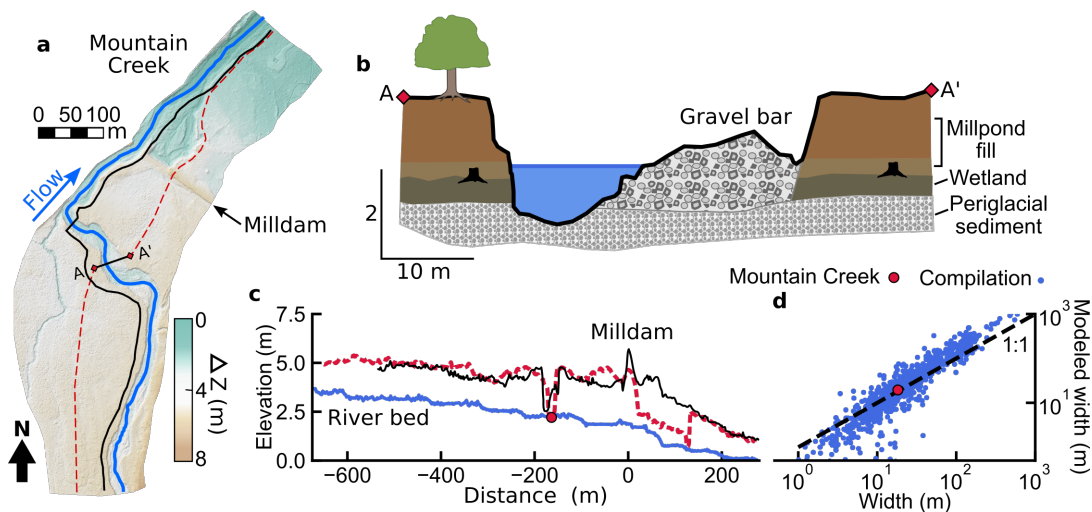 a
Mountain
Creek
0 50 100
m
Flow
Milldam
A
A'
N
0
4
8
Δ Z (m)
b
A
A'
Gravel bar
Millpond
fill
Wetland
Periglacial
sediment
2
10 m
Mountain Creek
Compilation
c
7.5
5.0
2.5
0.0
Elevation (m)
Milldam
River bed
−600 −400 −200 0 200
Distance (m)
d
1:1
10³
10¹
Modeled width (m)
10⁰ 10¹ 10² 10³
Width (m)